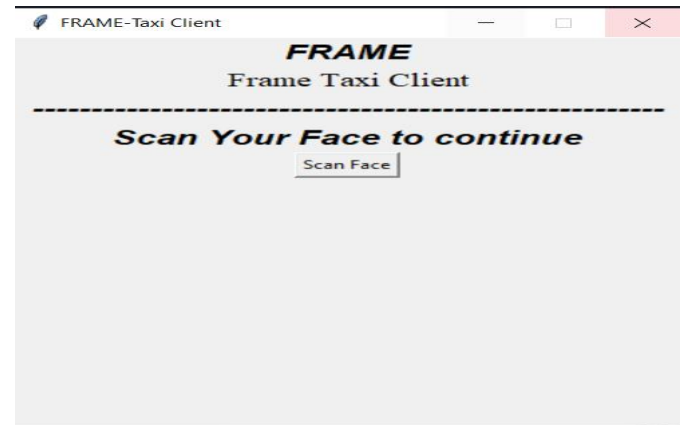 FRAME-Taxi Client
FRAME
Frame Taxi Client
------------------------------------------------------
Scan Your Face to continue
Scan Face